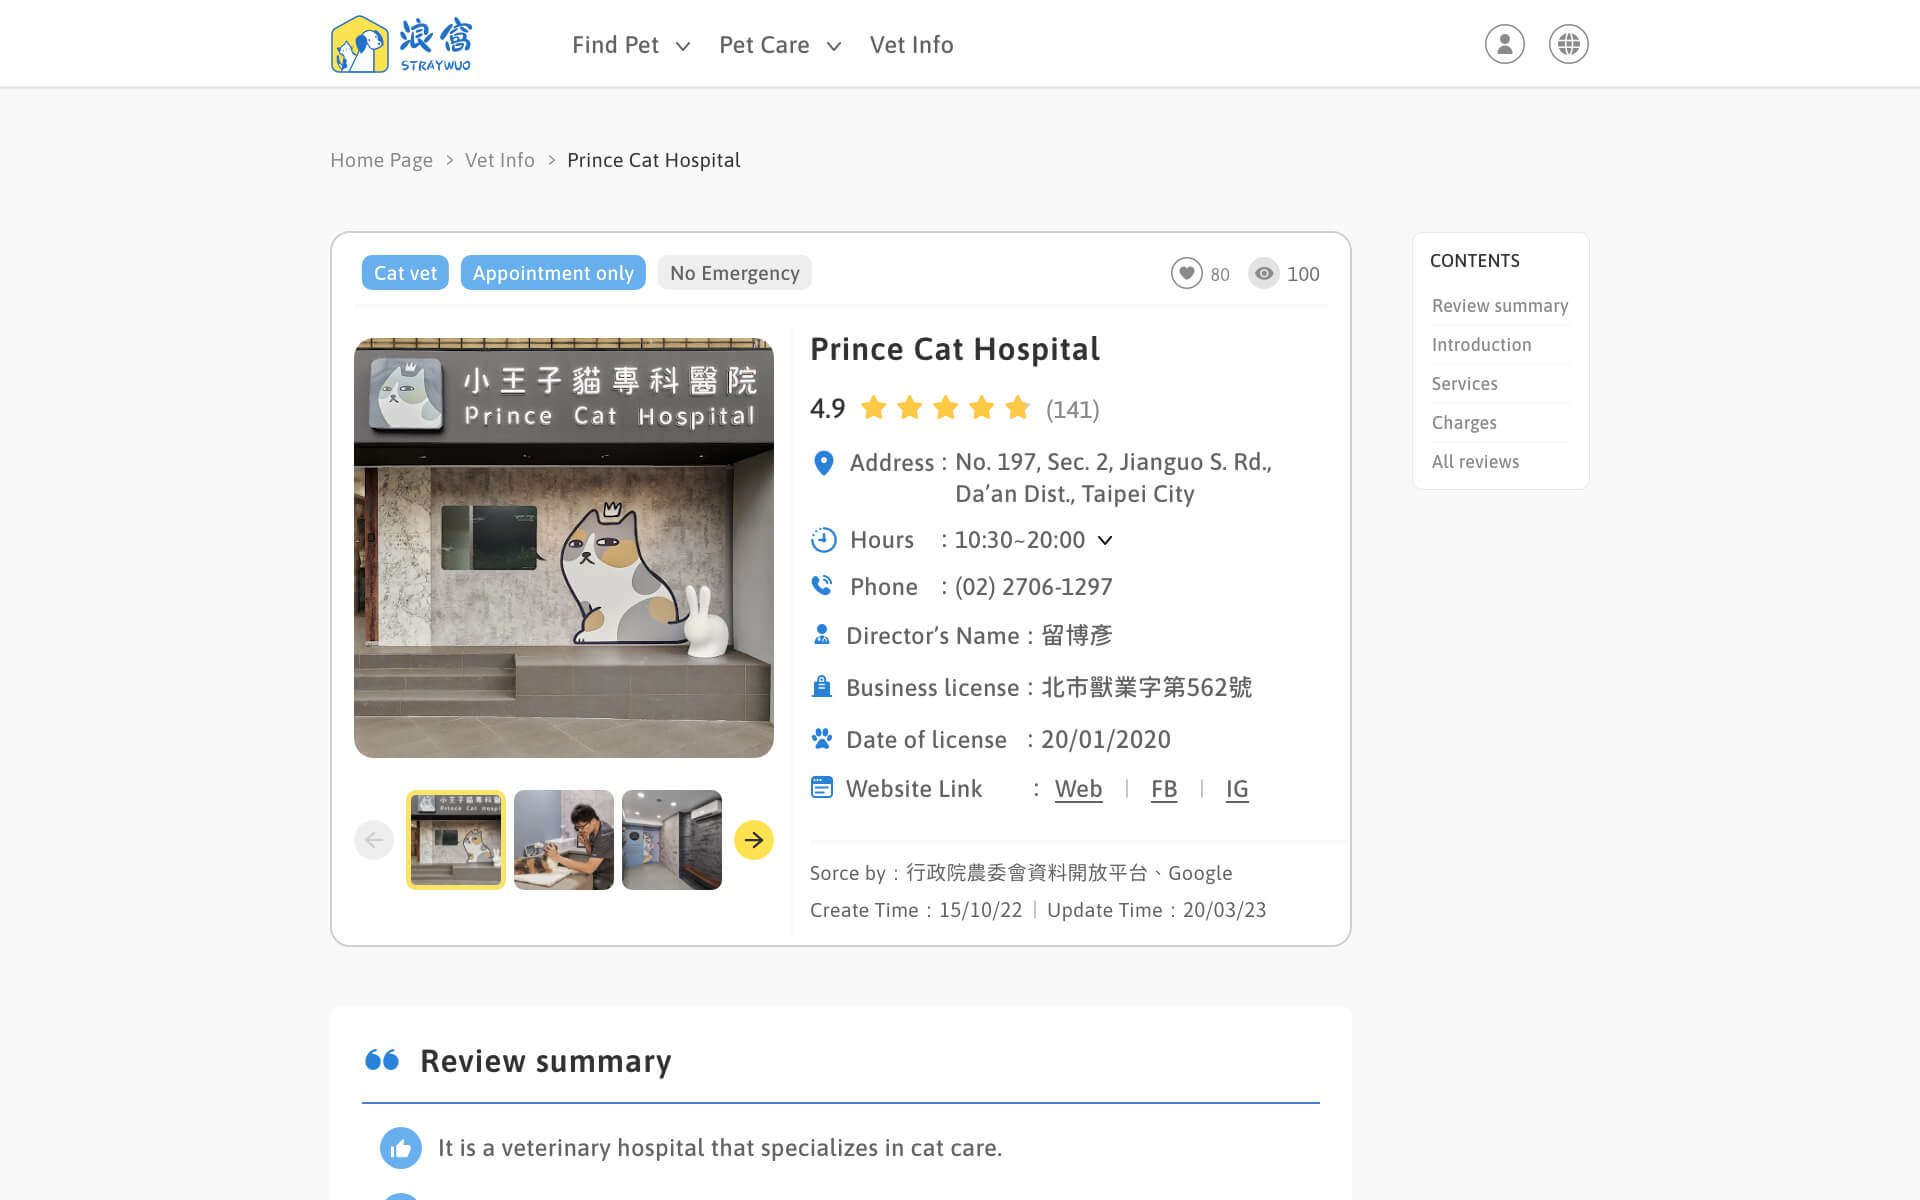 浪窩
STRAYWUO
Find Pet
Pet Care
Vet Info
Home Page > Vet Info > Prince Cat Hospital
Cat vet
Appointment only
No Emergency
80
100
小王子貓專科醫院
Prince Cat Hospital
Prince Cat Hospital
4.9 (141)
Address : No. 197, Sec. 2, Jianguo S. Rd.,
Da’an Dist., Taipei City
Hours : 10:30~20:00
Phone : (02) 2706-1297
Director’s Name : 留博彥
Business license : 北市獸業字第562號
Date of license : 20/01/2020
Website Link : Web | FB | IG
Sorce by : 行政院農委會資料開放平台、Google
Create Time : 15/10/22 | Update Time : 20/03/23
CONTENTS
Review summary
Introduction
Services
Charges
All reviews
Review summary
It is a veterinary hospital that specializes in cat care.